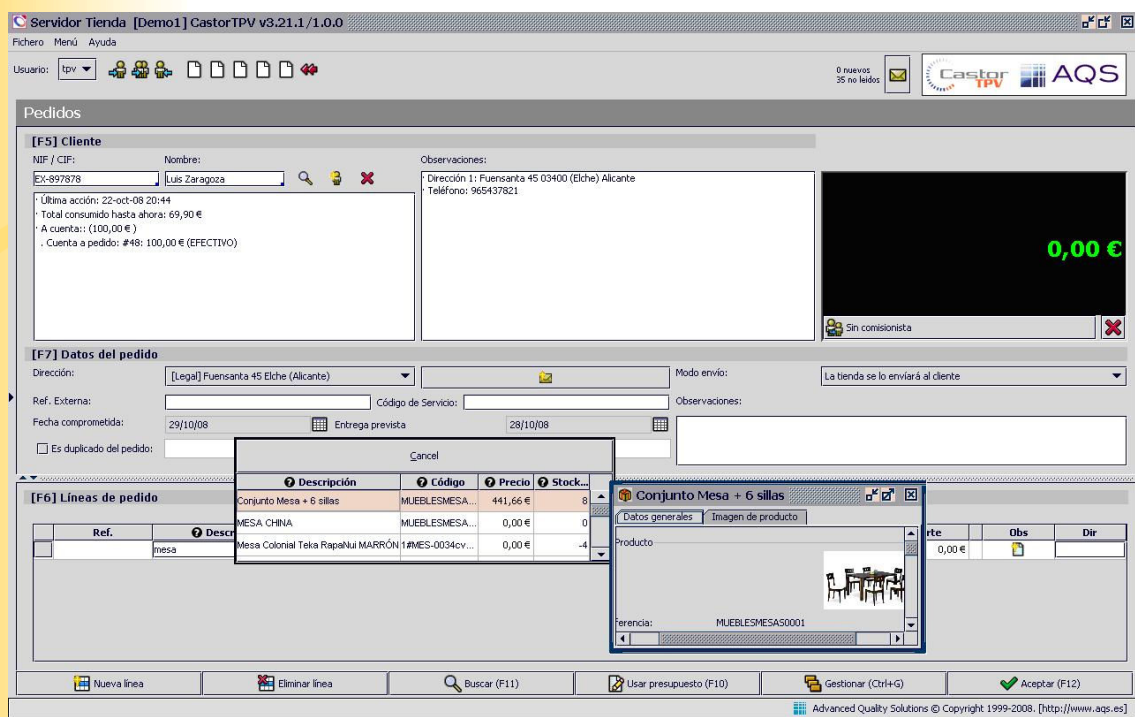 Servidor Tienda [Demo1] CastorTPV v3.21.1/1.0.0
Fichero Menú Ayuda
Usuario: tpv
0 nuevos
35 no leídos
Castor TPV AQS
Pedidos
[F5] Cliente
NIF / CIF: Nombre: Observaciones:
EX-897878 Luis Zaragoza
· Última acción: 22-oct-08 20:44
· Total consumido hasta ahora: 69,90 €
· A cuenta:: (100,00 € )
. Cuenta a pedido: #48: 100,00 € (EFECTIVO)
· Dirección 1: Fuensanta 45 03400 (Elche) Alicante
· Teléfono: 965437821
0,00 €
Sin comisionista
[F7] Datos del pedido
Dirección: [Legal] Fuensanta 45 Elche (Alicante) Modo envío: La tienda se lo enviará al cliente
Ref. Externa: Código de Servicio: Observaciones:
Fecha comprometida: 29/10/08 Entrega prevista 28/10/08
Es duplicado del pedido:
Cancel
Descripción Código Precio Stock...
Conjunto Mesa + 6 sillas MUEBLESMESA... 441,66 € 8
MESA CHINA MUEBLESMESA... 0,00 € 0
Mesa Colonial Teka RapaNui MARRÓN 1#MES-0034cv... 0,00 € -4
[F6] Líneas de pedido
Ref. Descr rte Obs Dir
mesa 0,00 €
Conjunto Mesa + 6 sillas
Datos generales Imagen de producto
Producto
ferencia: MUEBLESMESAS0001
Nueva línea Eliminar línea Buscar (F11) Usar presupuesto (F10) Gestionar (Ctrl+G) Aceptar (F12)
Advanced Quality Solutions © Copyright 1999-2008. [http://www.aqs.es]